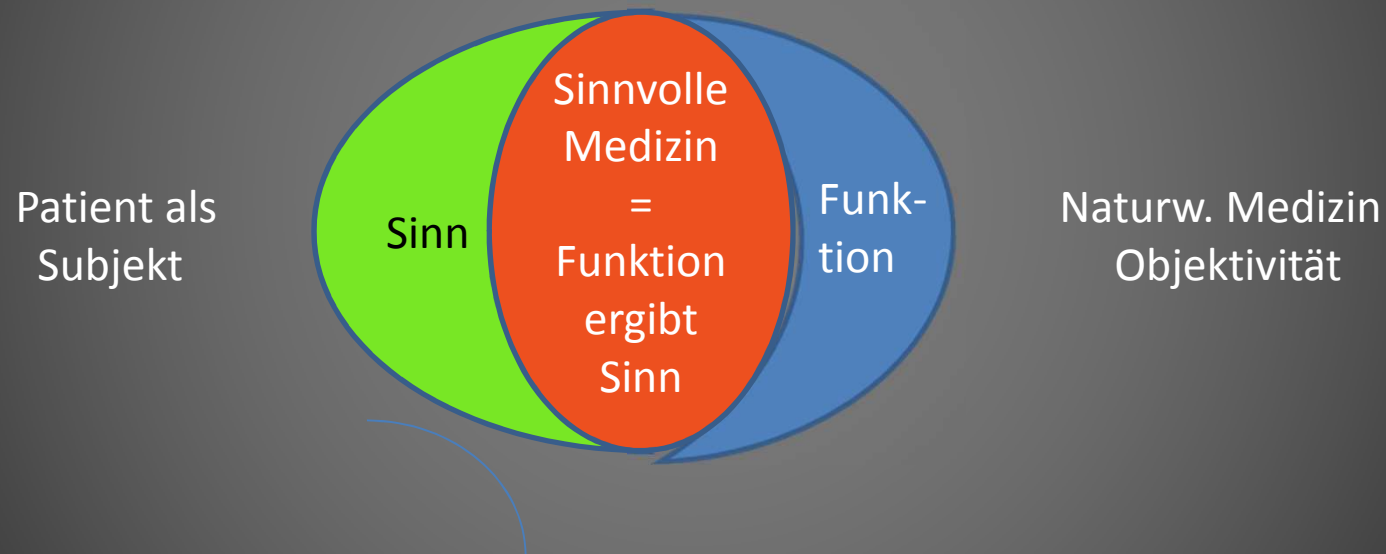 Patient als
Subjekt
Sinn
Sinnvolle
Medizin
=
Funktion
ergibt
Sinn
Funk-
tion
Naturw. Medizin
Objektivität